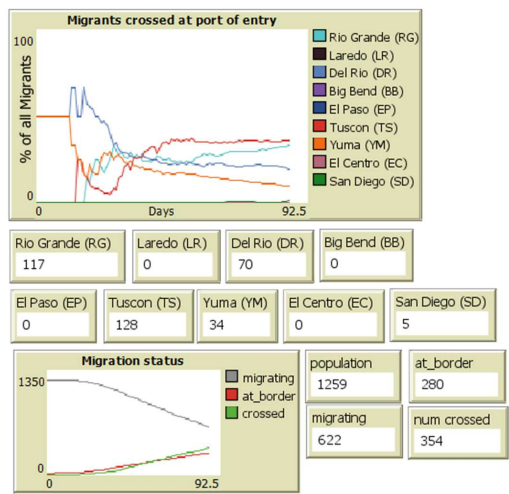 Migrants crossed at port of entry
100
% of all Migrants
0
0
Days
92.5
Rio Grande (RG)
Laredo (LR)
Del Rio (DR)
Big Bend (BB)
El Paso (EP)
Tuscon (TS)
Yuma (YM)
El Centro (EC)
San Diego (SD)
Rio Grande (RG) Laredo (LR) Del Rio (DR) Big Bend (BB)
117 0 70 0
El Paso (EP) Tuscon (TS) Yuma (YM) El Centro (EC) San Diego (SD)
0 128 34 0 5
Migration status
1350
0
0
92.5
migrating
at_border
crossed
population at_border
1259 280
migrating num crossed
622 354